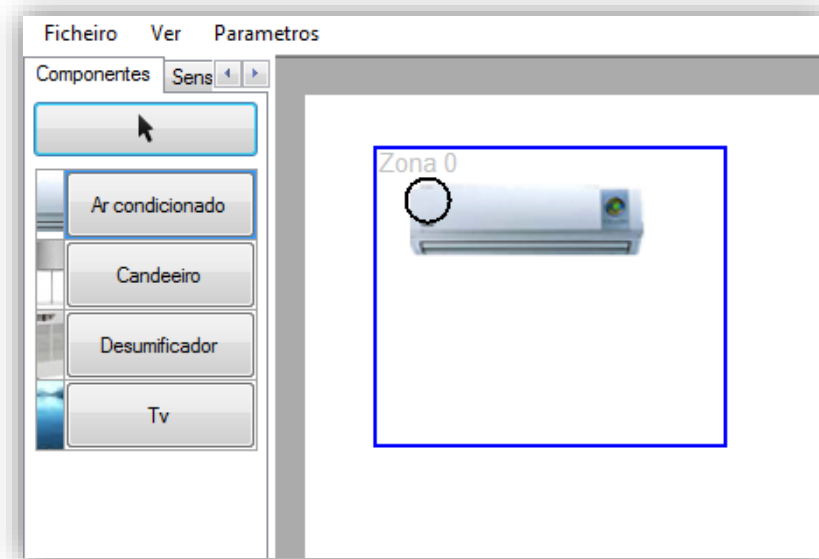 Ficheiro Ver Parametros
Componentes Sens
Zona 0
Ar condicionado
Candeeiro
Desumificador
Tv